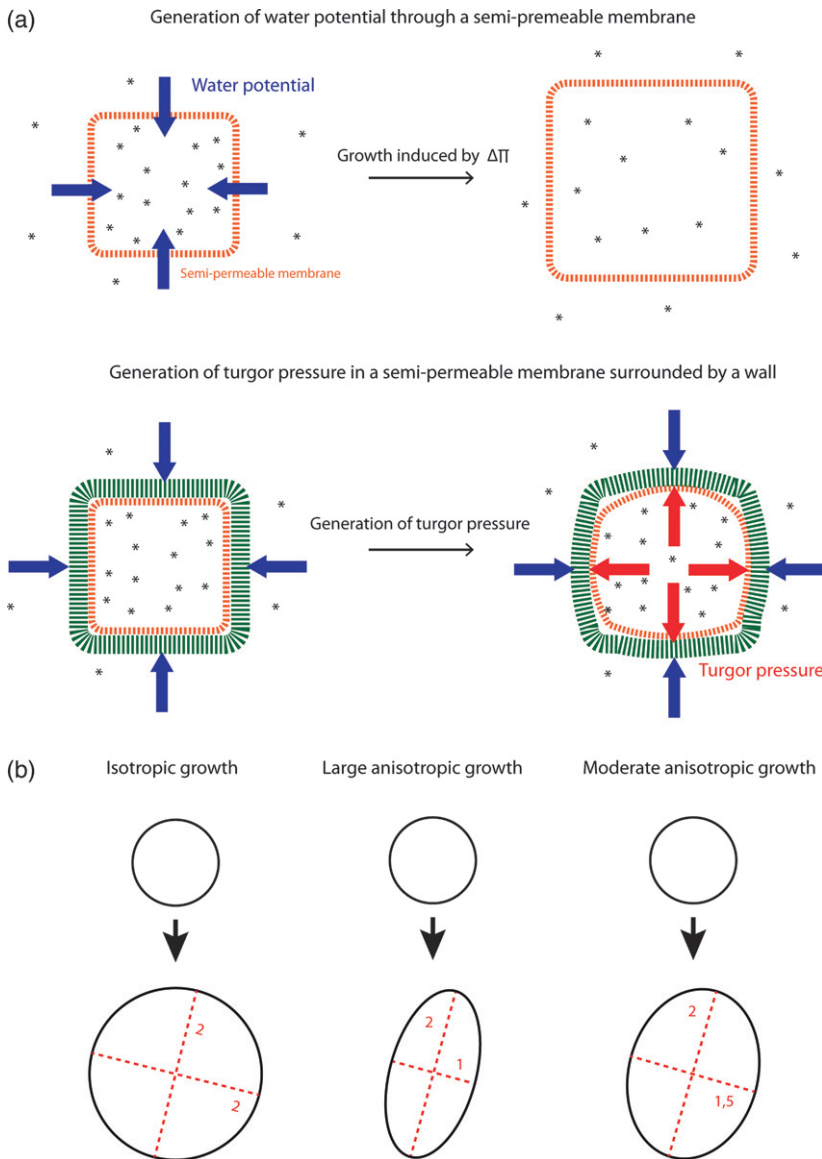 (a)
Generation of water potential through a semi-premeable membrane
Water potential
Growth induced by ΔΠ
Semi-permeable membrane
Generation of turgor pressure in a semi-permeable membrane surrounded by a wall
Generation of turgor pressure
Turgor pressure
(b)
Isotropic growth
Large anisotropic growth
Moderate anisotropic growth
2
2
2
1
2
1,5